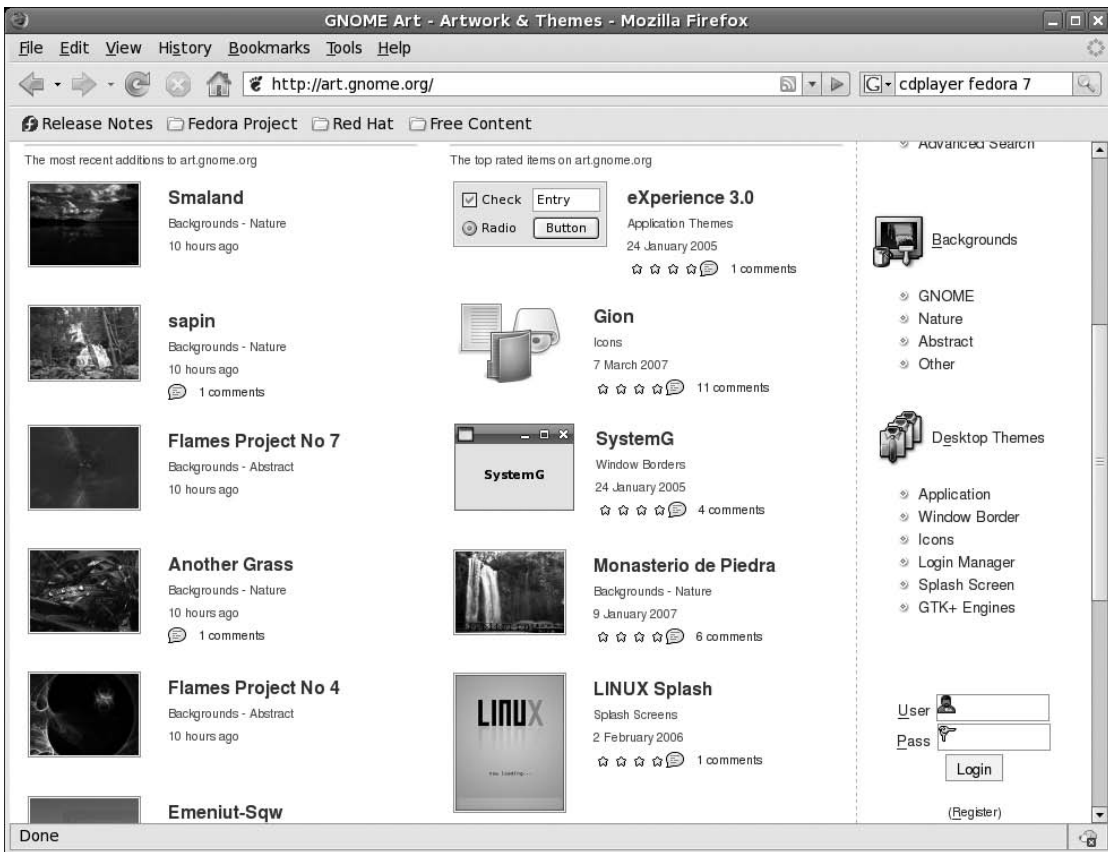 GNOME Art - Artwork & Themes - Mozilla Firefox
File Edit View History Bookmarks Tools Help
http://art.gnome.org/
G cdplayer fedora 7
Release Notes Fedora Project Red Hat Free Content
The most recent additions to art.gnome.org
Smaland
Backgrounds - Nature
10 hours ago
sapin
Backgrounds - Nature
10 hours ago
1 comments
Flames Project No 7
Backgrounds - Abstract
10 hours ago
Another Grass
Backgrounds - Nature
10 hours ago
1 comments
Flames Project No 4
Backgrounds - Abstract
10 hours ago
Emeniut-Sqw
The top rated items on art.gnome.org
Check Entry
Radio Button
eXperience 3.0
Application Themes
24 January 2005
1 comments
Gion
Icons
7 March 2007
11 comments
SystemG
SystemG
Window Borders
24 January 2005
4 comments
Monasterio de Piedra
Backgrounds - Nature
9 January 2007
6 comments
LINUX
now loading...
LINUX Splash
Splash Screens
2 February 2006
1 comments
Advanced Search
Backgrounds
GNOME
Nature
Abstract
Other
Desktop Themes
Application
Window Border
Icons
Login Manager
Splash Screen
GTK+ Engines
User
Pass
Login
(Register)
Done